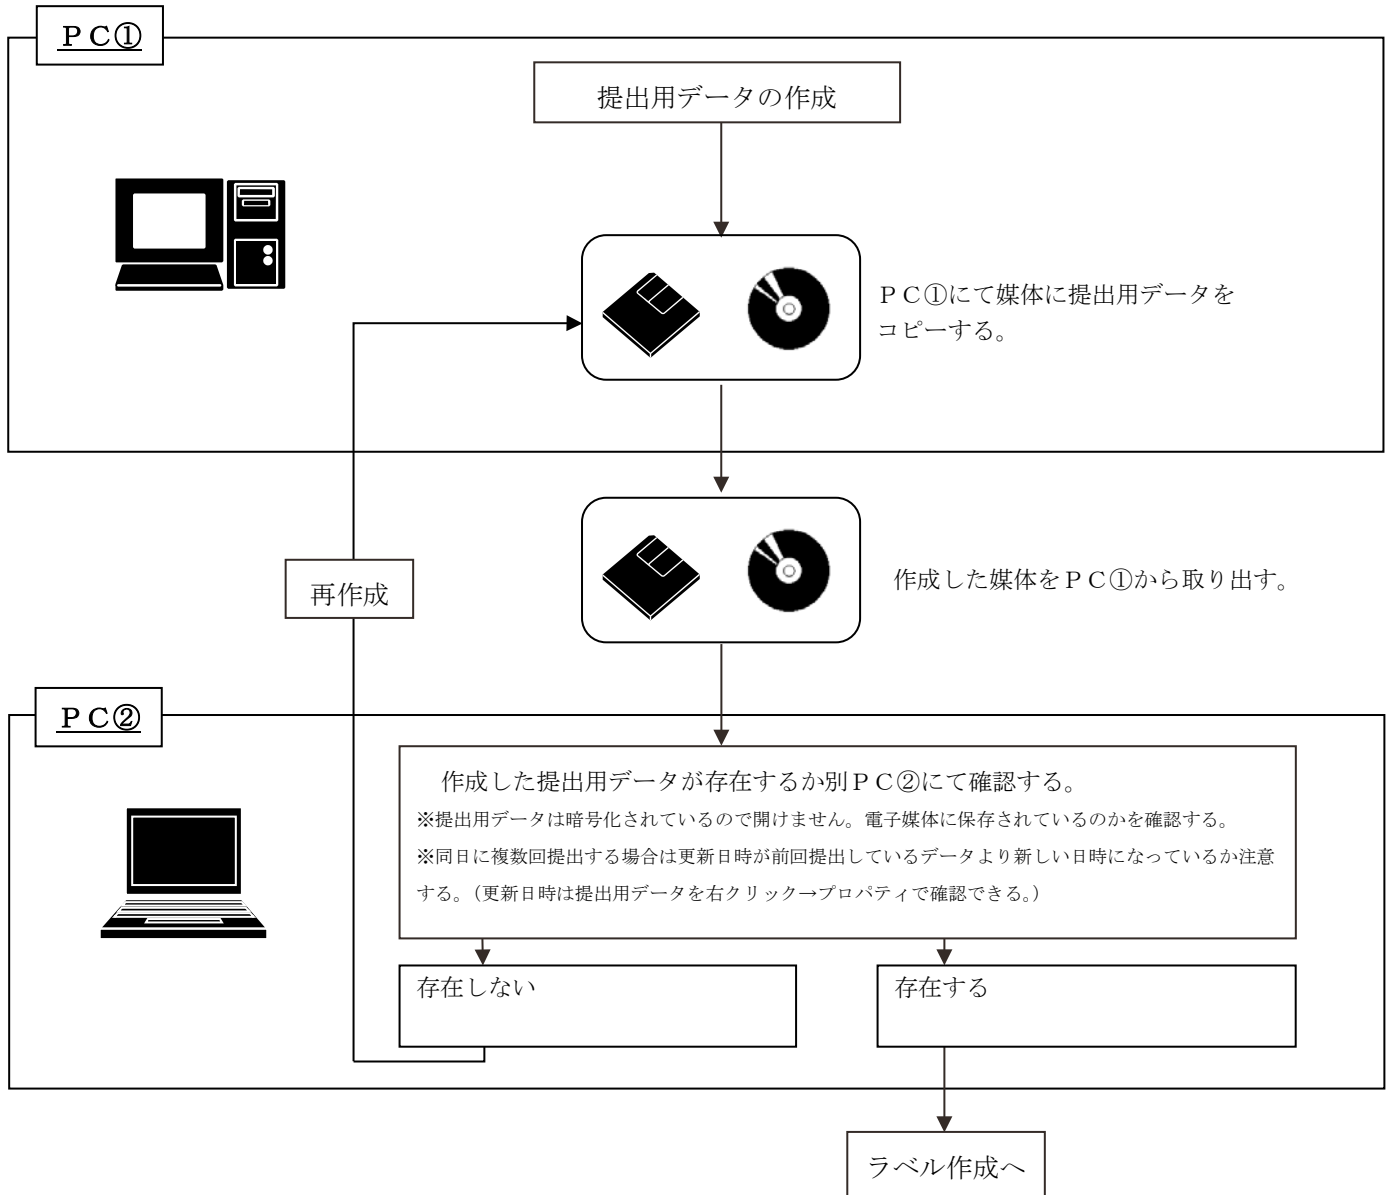 ＰＣ①
提出用データの作成
ＰＣ①にて媒体に提出用データを
コピーする。
再作成
作成した媒体をＰＣ①から取り出す。
ＰＣ②
作成した提出用データが存在するか別ＰＣ②にて確認する。
※提出用データは暗号化されているので開けません。電子媒体に保存されているのかを確認する。
※同日に複数回提出する場合は更新日時が前回提出しているデータより新しい日時になっているか注意
する。（更新日時は提出用データを右クリック→プロパティで確認できる。）
存在しない
存在する
ラベル作成へ